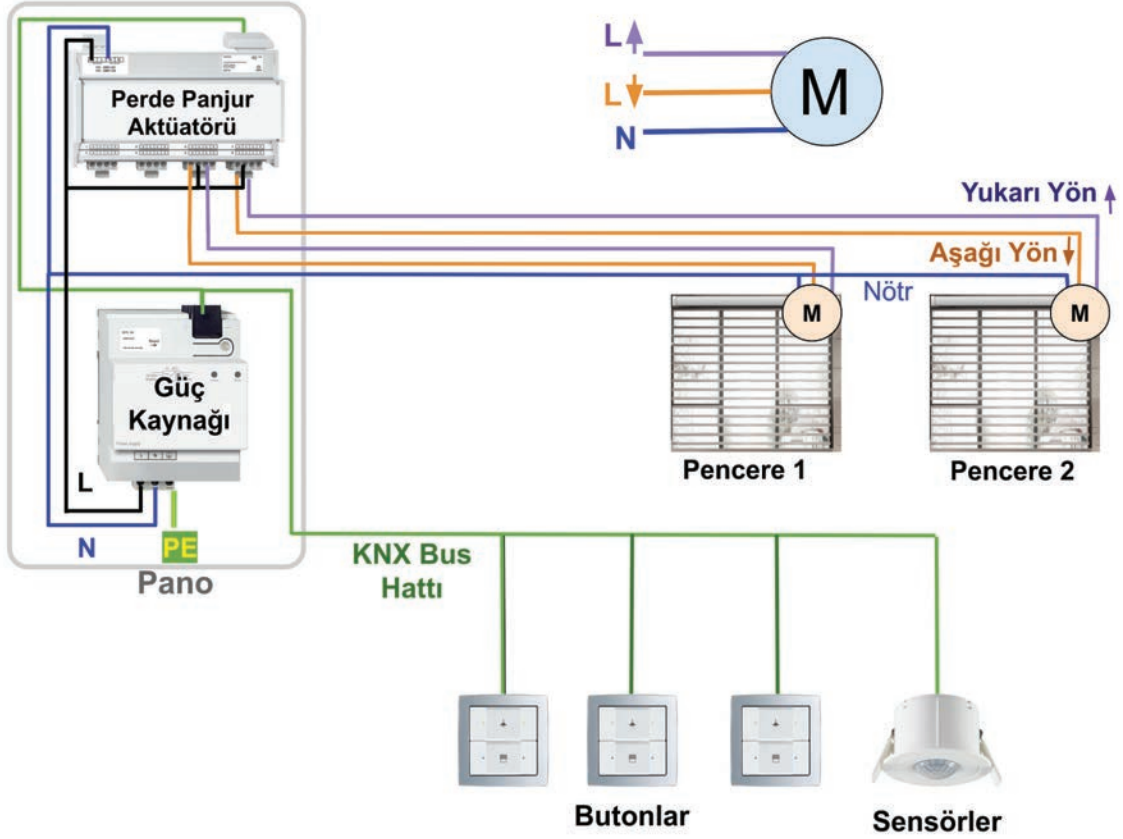 Perde Panjur
Aktüatörü
L
L
N
M
Yukarı Yön
Aşağı Yön
Nötr
M
M
Güç
Kaynağı
Pencere 1
Pencere 2
L
N
PE
Pano
KNX Bus
Hattı
Butonlar
Sensörler